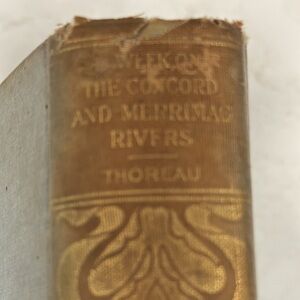 A WEEK ON
THE CONCORD
AND MERRIMAC
RIVERS
THOREAU